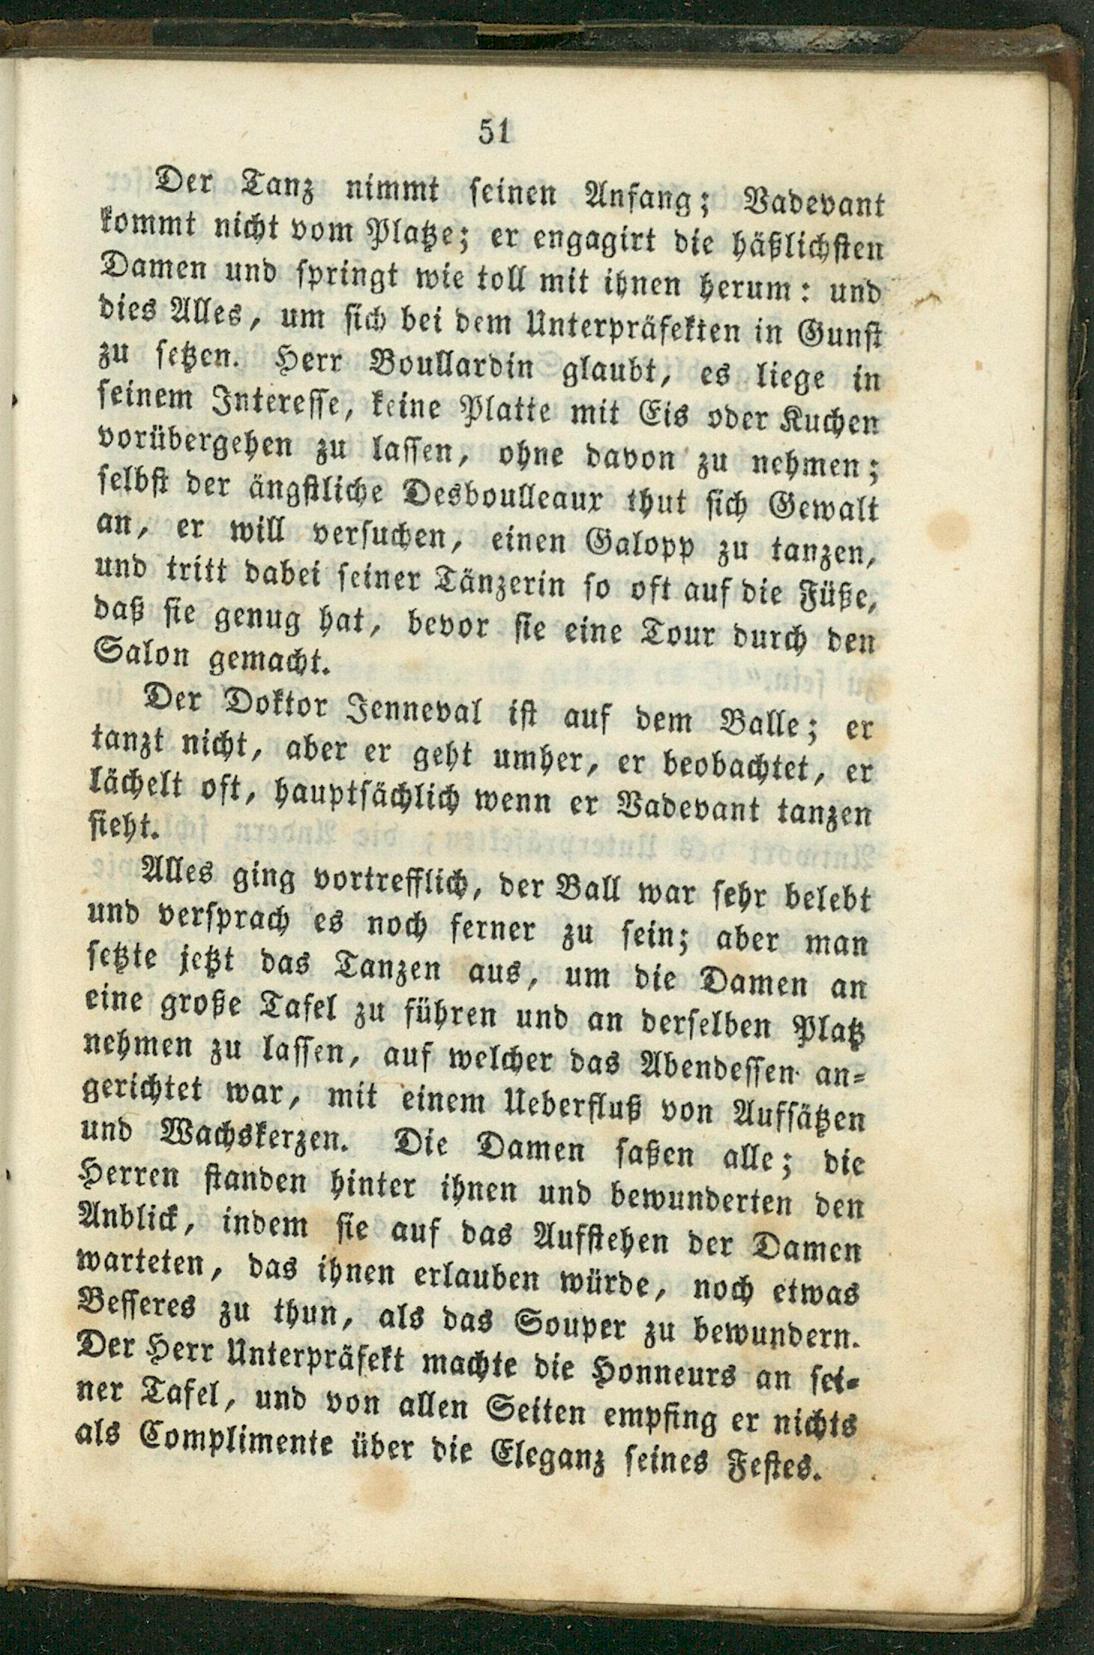 51
Der Tanz nimmt seinen Anfang; Vadevant
kommt nicht vom Platze; er engagirt die häßlichsten
Damen und springt wie toll mit ihnen herum: und
dies Alles, um sich bei dem Unterpräfekten in Gunst
zu setzen. Herr Boullardin glaubt, es liege in
seinem Interesse, keine Platte mit Eis oder Kuchen
vorübergehen zu lassen, ohne davon zu nehmen;
selbst der ängstliche Desboulleaux thut sich Gewalt
an, er will versuchen, einen Galopp zu tanzen,
und tritt dabei seiner Tänzerin so oft auf die Füße,
daß sie genug hat, bevor sie eine Tour durch den
Salon gemacht.
Der Doktor Jenneval ist auf dem Balle; er
tanzt nicht, aber er geht umher, er beobachtet, er
lächelt oft, hauptsächlich wenn er Vadevant tanzen
sieht.
Alles ging vortrefflich, der Ball war sehr belebt
und versprach es noch ferner zu sein; aber man
setzte jetzt das Tanzen aus, um die Damen an
eine große Tafel zu führen und an derselben Platz
nehmen zu lassen, auf welcher das Abendessen an-
gerichtet war, mit einem Ueberfluß von Aufsätzen
und Wachskerzen. Die Damen saßen alle; die
Herren standen hinter ihnen und bewunderten den
Anblick, indem sie auf das Aufstehen der Damen
warteten, das ihnen erlauben würde, noch etwas
Besseres zu thun, als das Souper zu bewundern.
Der Herr Unterpräfekt machte die Honneurs an sei-
ner Tafel, und von allen Seiten empfing er nichts
als Complimente über die Eleganz seines Festes.